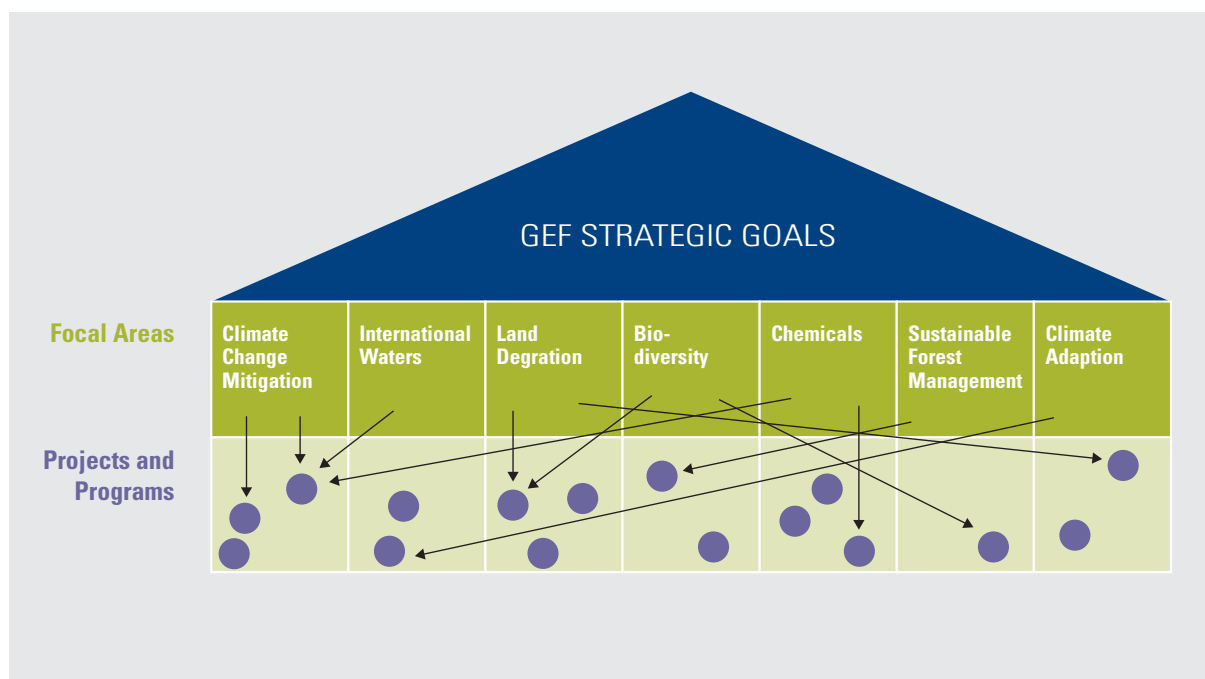 GEF STRATEGIC GOALS
Focal Areas
Climate
Change
Mitigation
International
Waters
Land
Degration
Bio-
diversity
Chemicals
Sustainable
Forest
Management
Climate
Adaption
Projects and
Programs